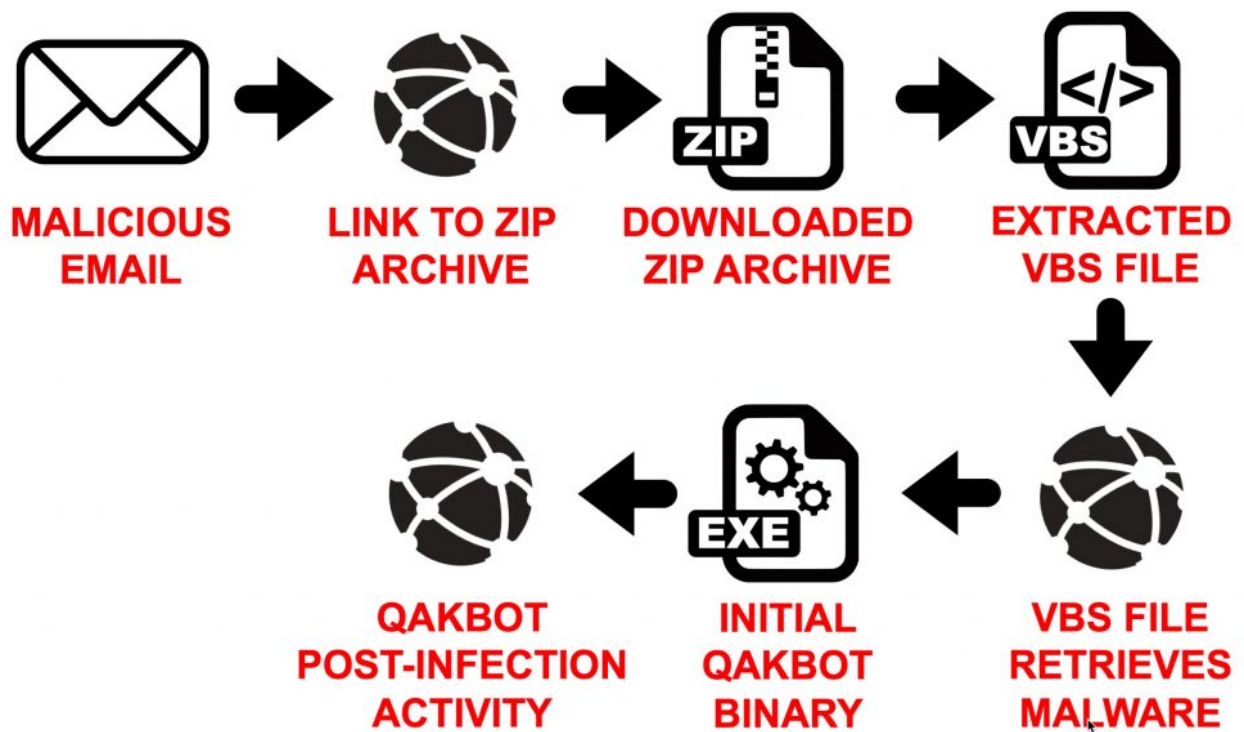 ZIP
VBS
</>
MALICIOUS
EMAIL
LINK TO ZIP
ARCHIVE
DOWNLOADED
ZIP ARCHIVE
EXTRACTED
VBS FILE
EXE
VBS FILE
RETRIEVES
MALWARE
INITIAL
QAKBOT
BINARY
QAKBOT
POST-INFECTION
ACTIVITY